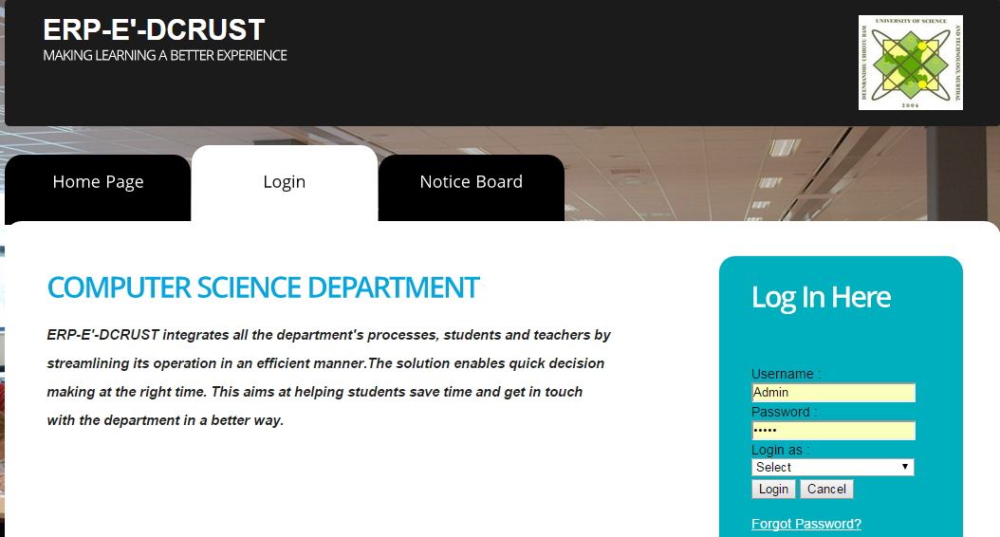 ERP-E'-DCRUST
MAKING LEARNING A BETTER EXPERIENCE
UNIVERSITY OF SCIENCE
AND TECHNOLOGY, MURTHAL
DEENBANDHU CHHOTU RAM
2006
Home Page
Login
Notice Board
COMPUTER SCIENCE DEPARTMENT
ERP-E'-DCRUST integrates all the department's processes, students and teachers by
streamlining its operation in an efficient manner.The solution enables quick decision
making at the right time. This aims at helping students save time and get in touch
with the department in a better way.
Log In Here
Username :
Admin
Password :
•••••
Login as :
Select
Login Cancel
Forgot Password?